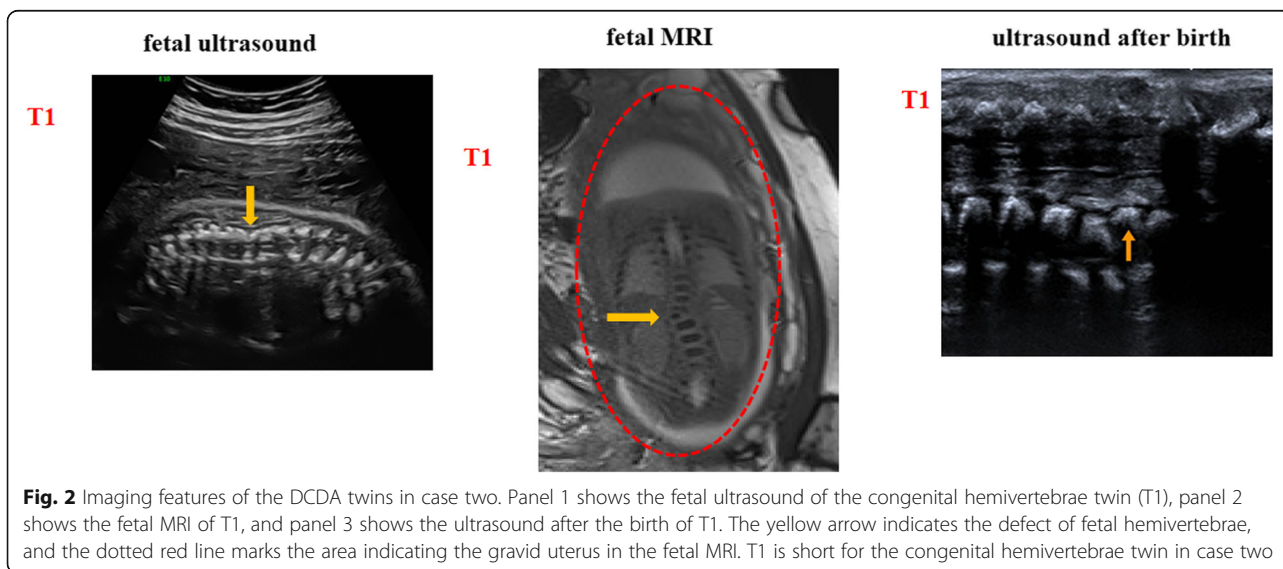 fetal ultrasound
fetal MRI
ultrasound after birth
T1
T1
T1
Fig. 2 Imaging features of the DCDA twins in case two. Panel 1 shows the fetal ultrasound of the congenital hemivertebrae twin (T1), panel 2
shows the fetal MRI of T1, and panel 3 shows the ultrasound after the birth of T1. The yellow arrow indicates the defect of fetal hemivertebrae,
and the dotted red line marks the area indicating the gravid uterus in the fetal MRI. T1 is short for the congenital hemivertebrae twin in case two